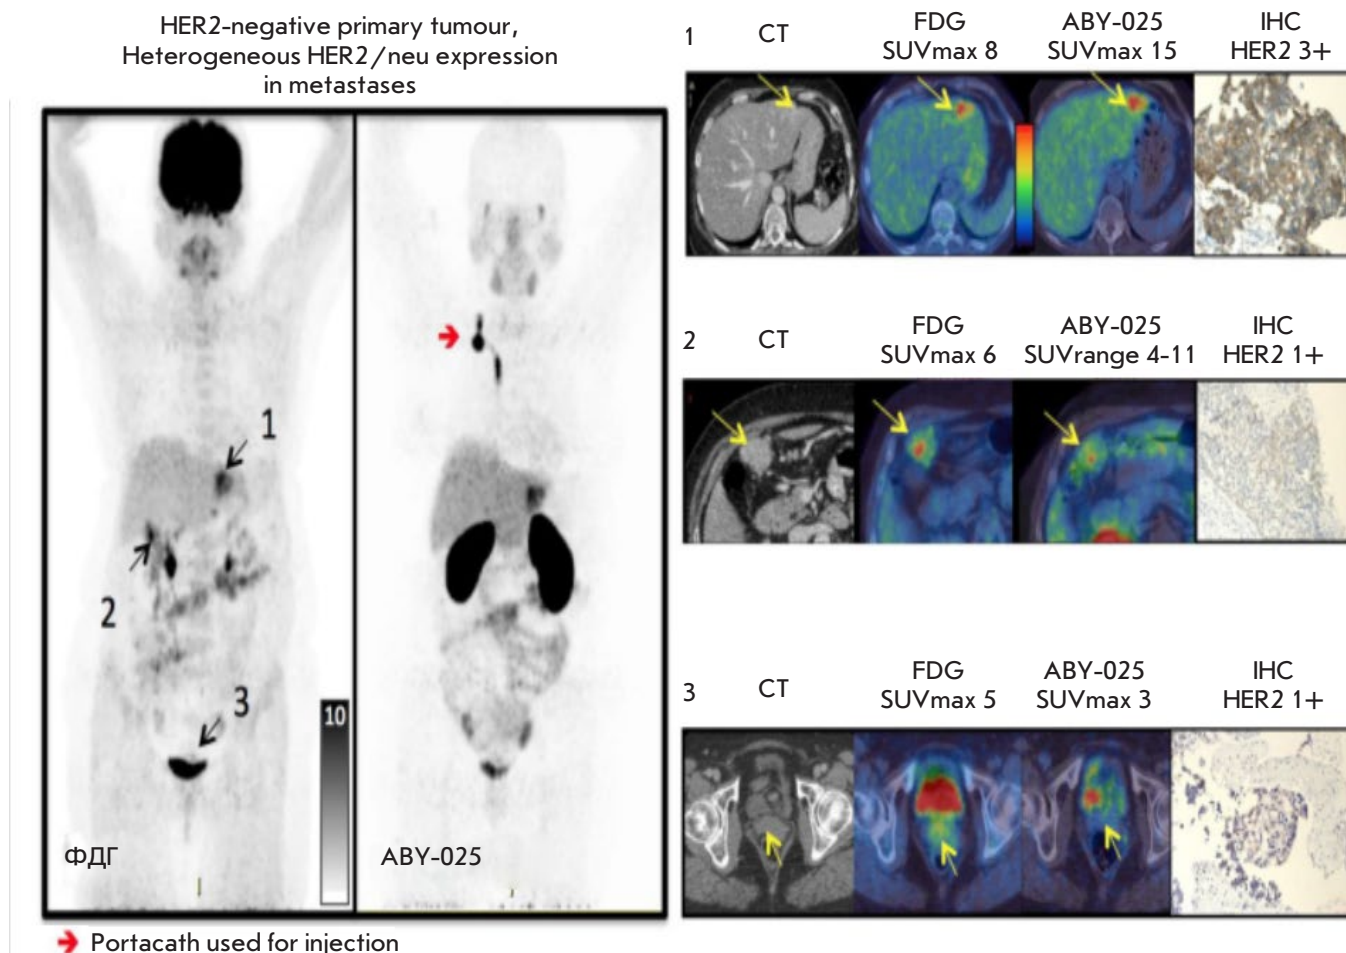 HER2-negative primary tumour,
Heterogeneous HER2/neu expression
in metastases
1
2
3
10
ФДГ
ABY-025
Portacath used for injection
1
CT
FDG
SUVmax 8
ABY-025
SUVmax 15
IHC
HER2 3+
2
CT
FDG
SUVmax 6
ABY-025
SUVrange 4-11
IHC
HER2 1+
3
CT
FDG
SUVmax 5
ABY-025
SUVmax 3
IHC
HER2 1+